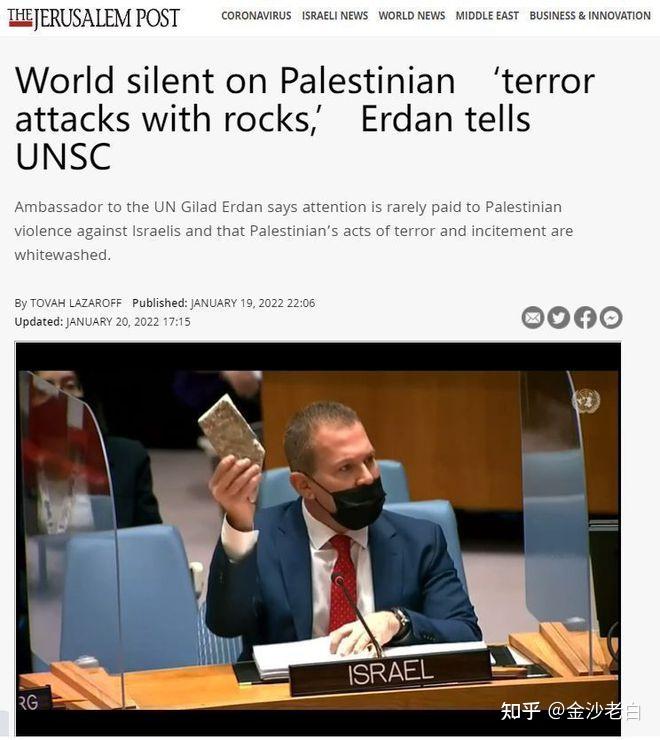 THE JERUSALEM POST
CORONAVIRUS ISRAELI NEWS WORLD NEWS MIDDLE EAST BUSINESS & INNOVATION
World silent on Palestinian ‘terror
attacks with rocks,’ Erdan tells
UNSC
Ambassador to the UN Gilad Erdan says attention is rarely paid to Palestinian
violence against Israelis and that Palestinian’s acts of terror and incitement are
whitewashed.
By TOVAH LAZAROFF Published: JANUARY 19, 2022 22:06
Updated: JANUARY 20, 2022 17:15
ISRAEL
RG
知乎 @金沙老白